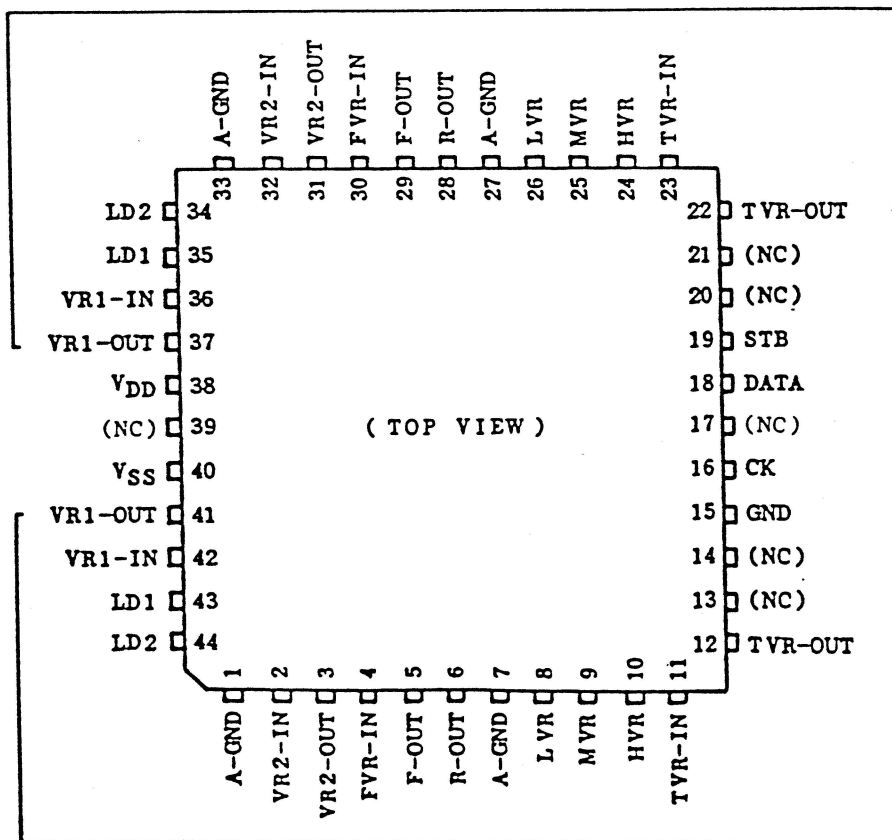 A-GND
VR2-IN
VR2-OUT
FVR-IN
F-OUT
R-OUT
A-GND
LVR
MVR
HVR
TVR-IN
33 32 31 30 29 28 27 26 25 24 23
LD2 34
LD1 35
VR1-IN 36
VR1-OUT 37
VDD 38
(NC) 39
VSS 40
VR1-OUT 41
VR1-IN 42
LD1 43
LD2 44
(TOP VIEW)
22 TVR-OUT
21 (NC)
20 (NC)
19 STB
18 DATA
17 (NC)
16 CK
15 GND
14 (NC)
13 (NC)
12 TVR-OUT
1 2 3 4 5 6 7 8 9 10 11
A-GND
VR2-IN
VR2-OUT
FVR-IN
F-OUT
R-OUT
A-GND
LVR
MVR
HVR
TVR-IN